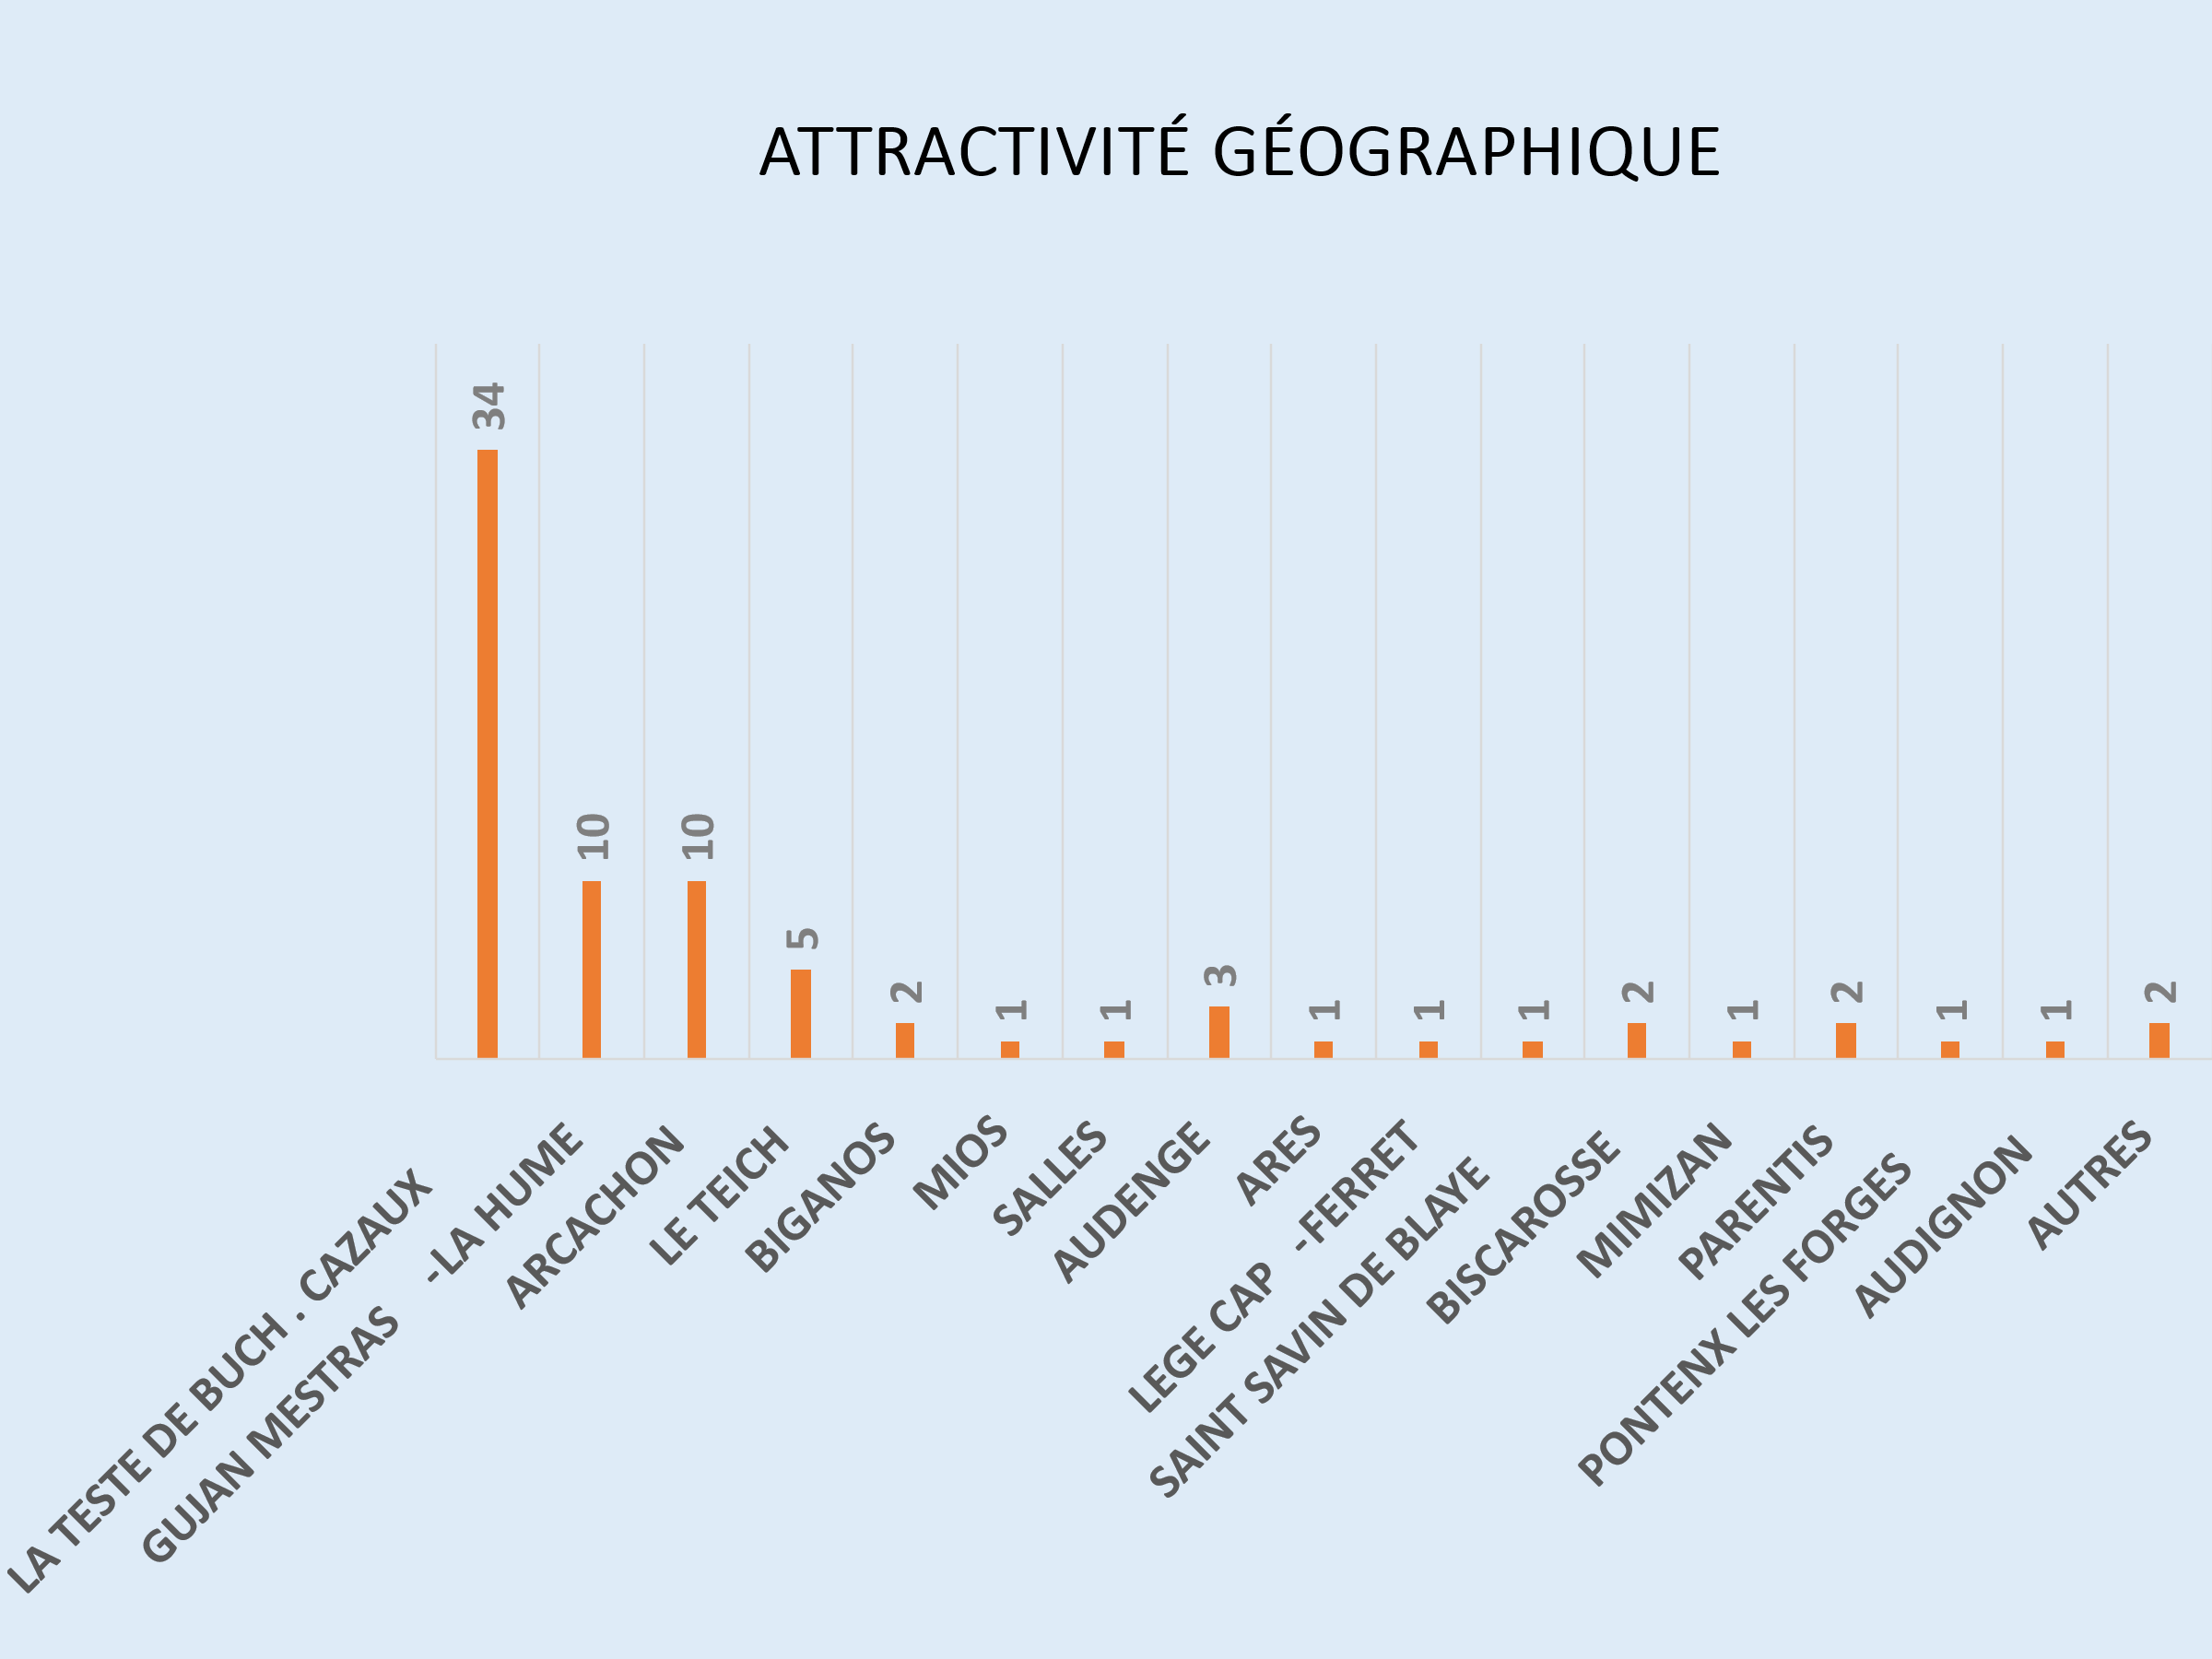 ATTRACTIVITÉ GÉOGRAPHIQUE
34
10
10
5
2
1
1
3
1
1
1
2
1
2
1
1
2
LA TESTE DE BUCH . CAZAUX
GUJAN MESTRAS -LA HUME
ARCACHON
LE TEICH
BIGANOS
MIOS
SALLES
AUDENGE
ARES
LEGE CAP -FERRET
SAINT SAVIN DE BLAYE
BISCAROSSE
MIMIZAN
PARENTIS
PONTENX LES FORGES
AUDIGNON
AUTRES